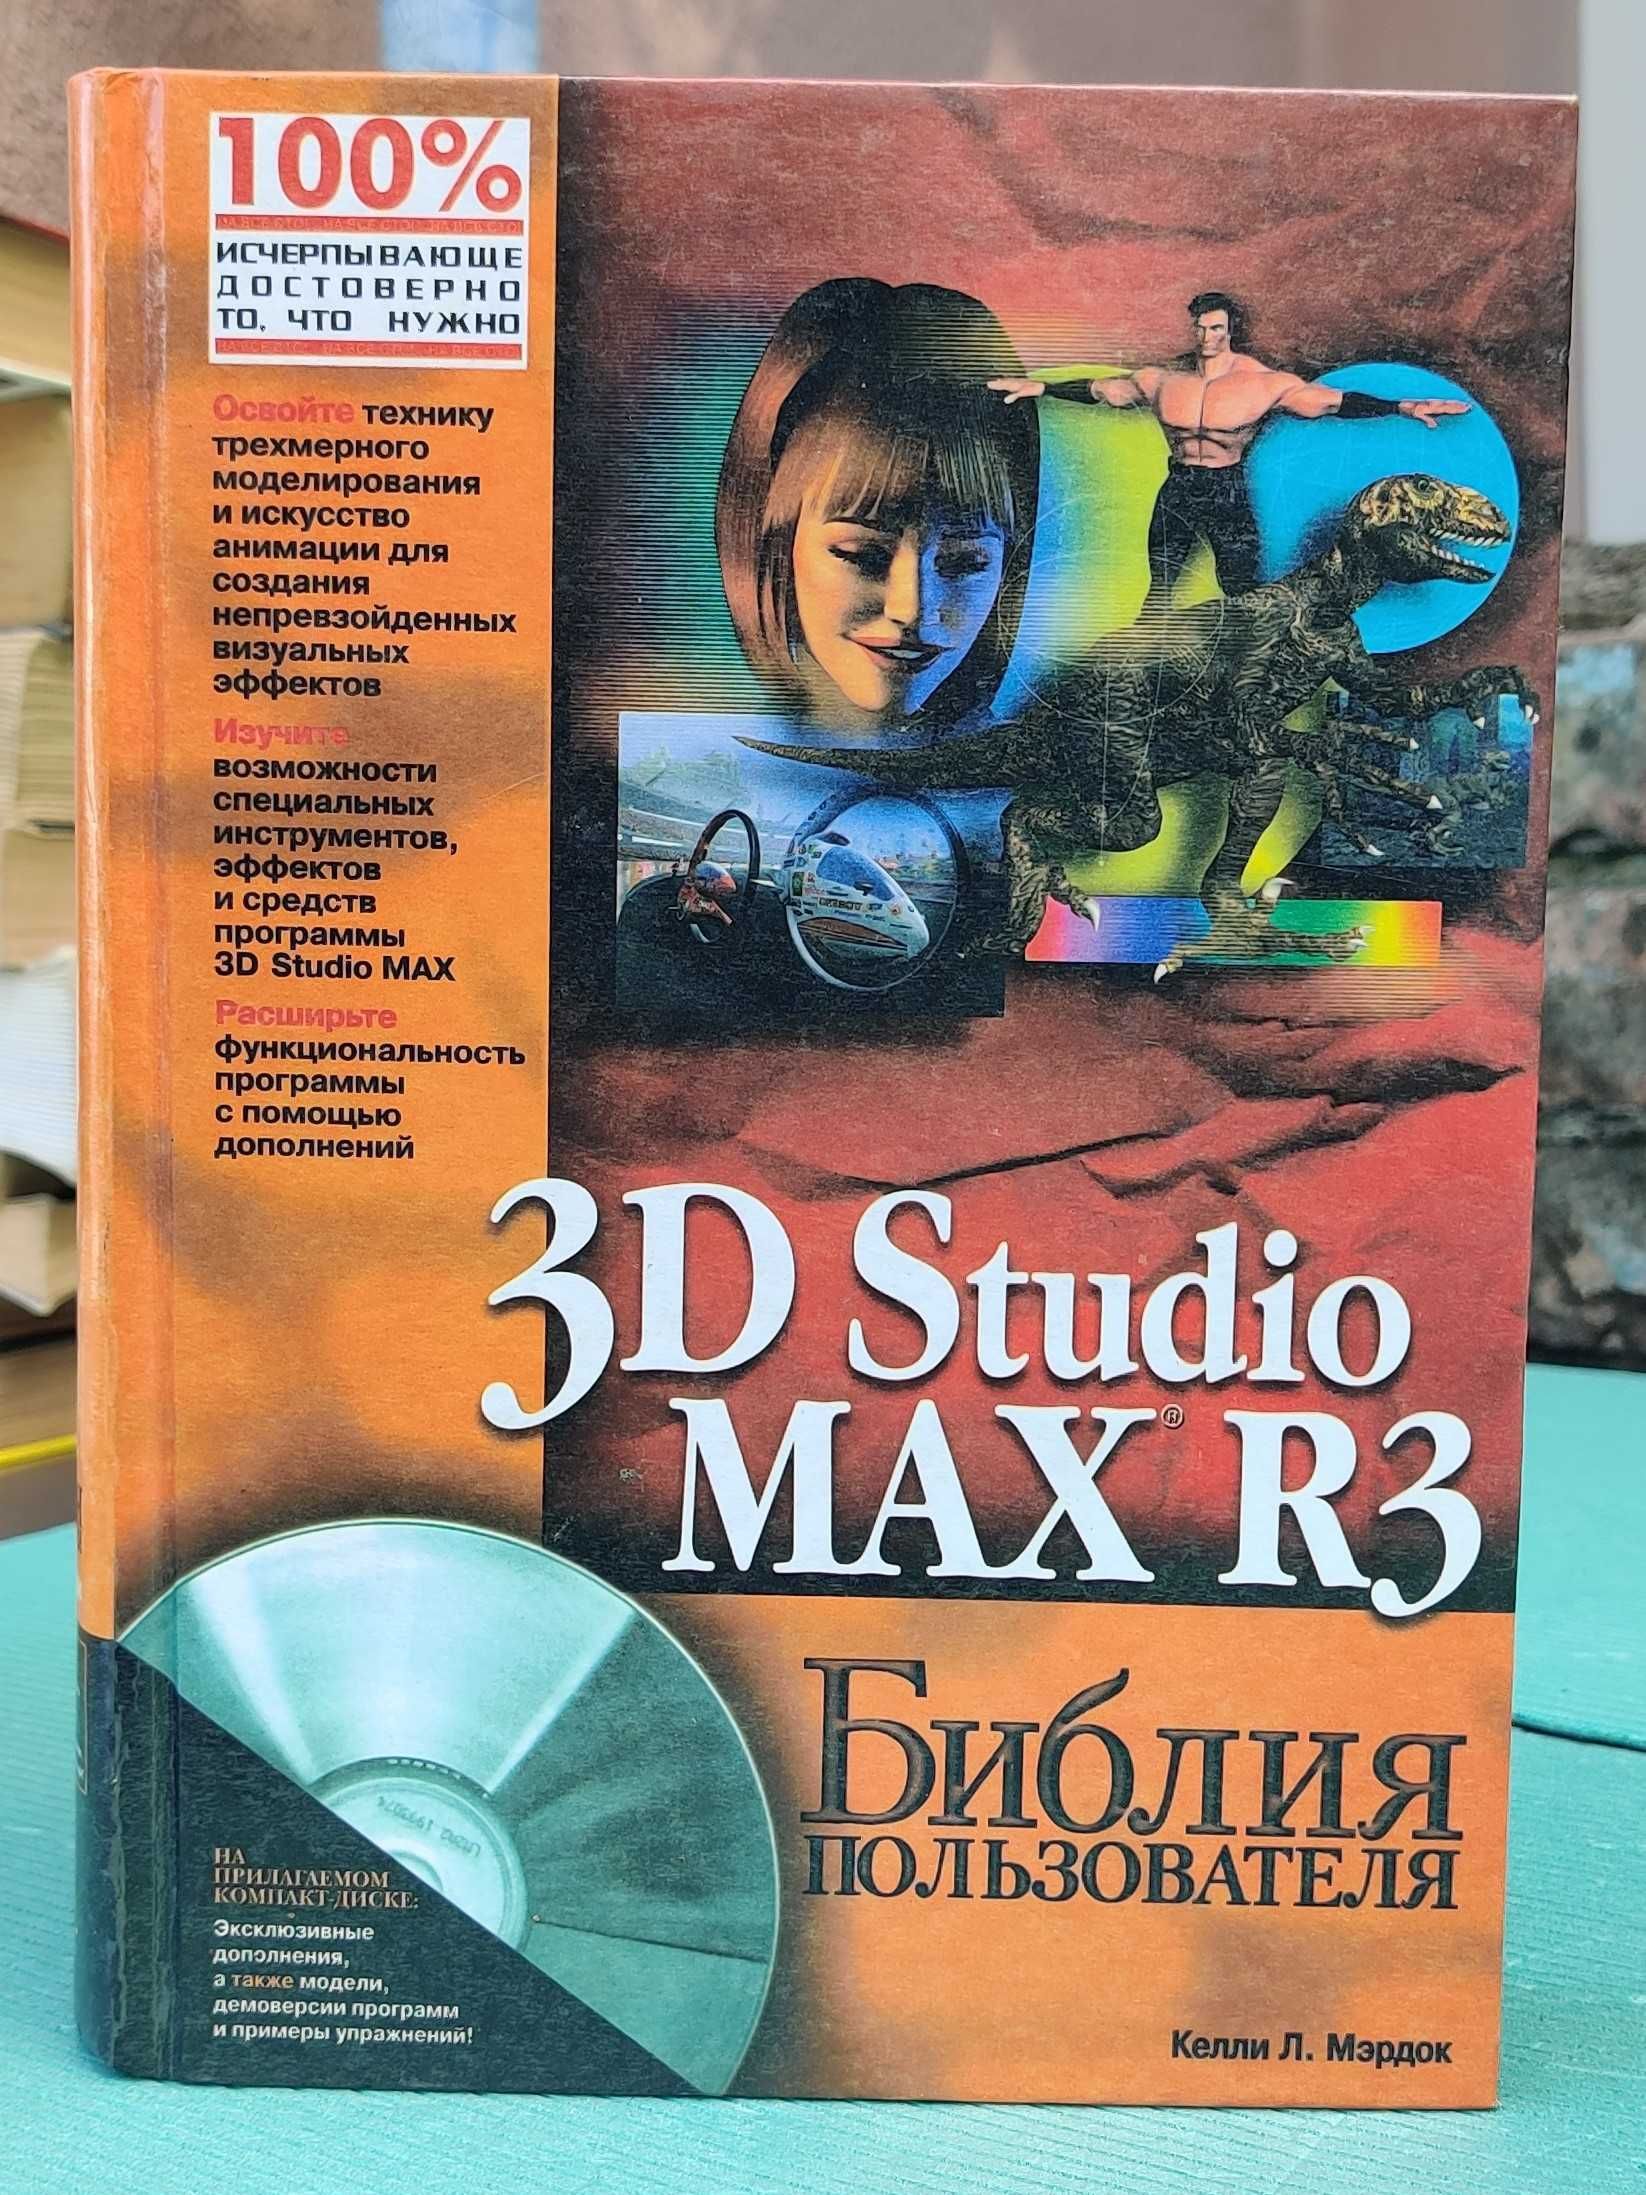 100%
ИСЧЕРПЫВАЮЩЕ
ДОСТОВЕРНО
ТО, ЧТО НУЖНО
Освойте технику
трехмерного
моделирования
и искусство
анимации для
создания
непревзойденных
визуальных
эффектов
Изучите
возможности
специальных
инструментов,
эффектов
и средств
программы
3D Studio MAX
Расширьте
функциональность
программы
с помощью
дополнений
3D Studio
MAX® R3
Библия
ПОЛЬЗОВАТЕЛЯ
НА
ПРИЛАГАЕМОМ
КОМПАКТ-ДИСКЕ:
Эксклюзивные
дополнения,
а также модели,
демоверсии программ
и примеры упражнений!
Келли Л. Мэрдок